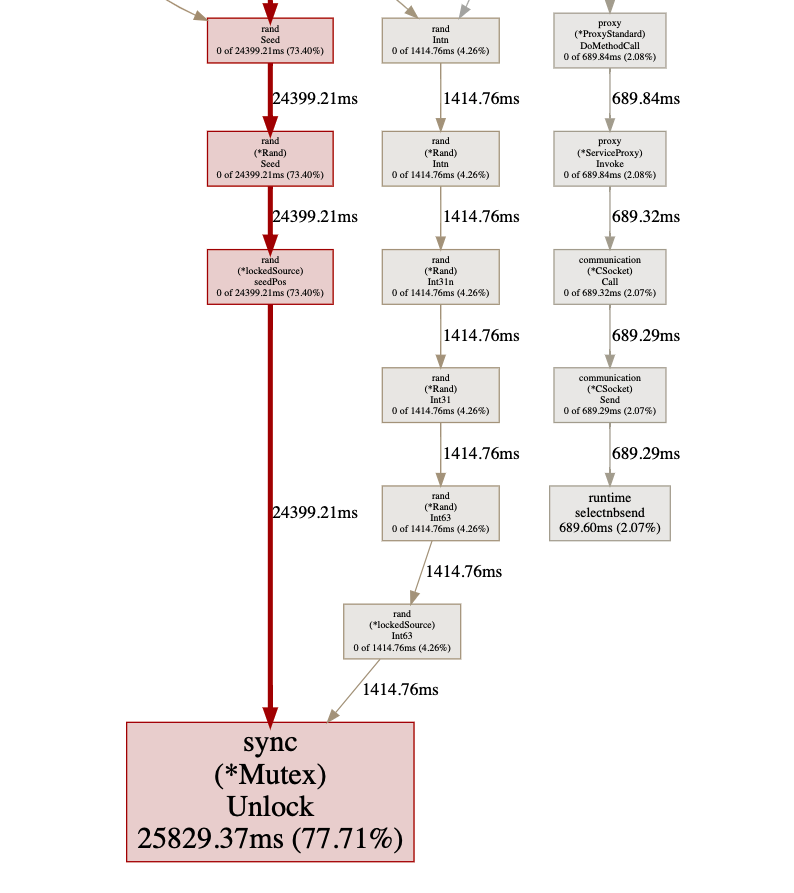 rand
Seed
0 of 24399.21ms (73.40%)
24399.21ms
rand
(*Rand)
Seed
0 of 24399.21ms (73.40%)
24399.21ms
rand
(*lockedSource)
seedPos
0 of 24399.21ms (73.40%)
24399.21ms
rand
Intn
0 of 1414.76ms (4.26%)
1414.76ms
rand
(*Rand)
Intn
0 of 1414.76ms (4.26%)
1414.76ms
rand
(*Rand)
Int31n
0 of 1414.76ms (4.26%)
1414.76ms
rand
(*Rand)
Int31
0 of 1414.76ms (4.26%)
1414.76ms
rand
(*Rand)
Int63
0 of 1414.76ms (4.26%)
1414.76ms
rand
(*lockedSource)
Int63
0 of 1414.76ms (4.26%)
1414.76ms
sync
(*Mutex)
Unlock
25829.37ms (77.71%)
proxy
(*ProxyStandard)
DoMethodCall
0 of 689.84ms (2.08%)
689.84ms
proxy
(*ServiceProxy)
Invoke
0 of 689.84ms (2.08%)
689.32ms
communication
(*CSocket)
Call
0 of 689.32ms (2.07%)
689.29ms
communication
(*CSocket)
Send
0 of 689.29ms (2.07%)
689.29ms
runtime
selectnbsend
689.60ms (2.07%)